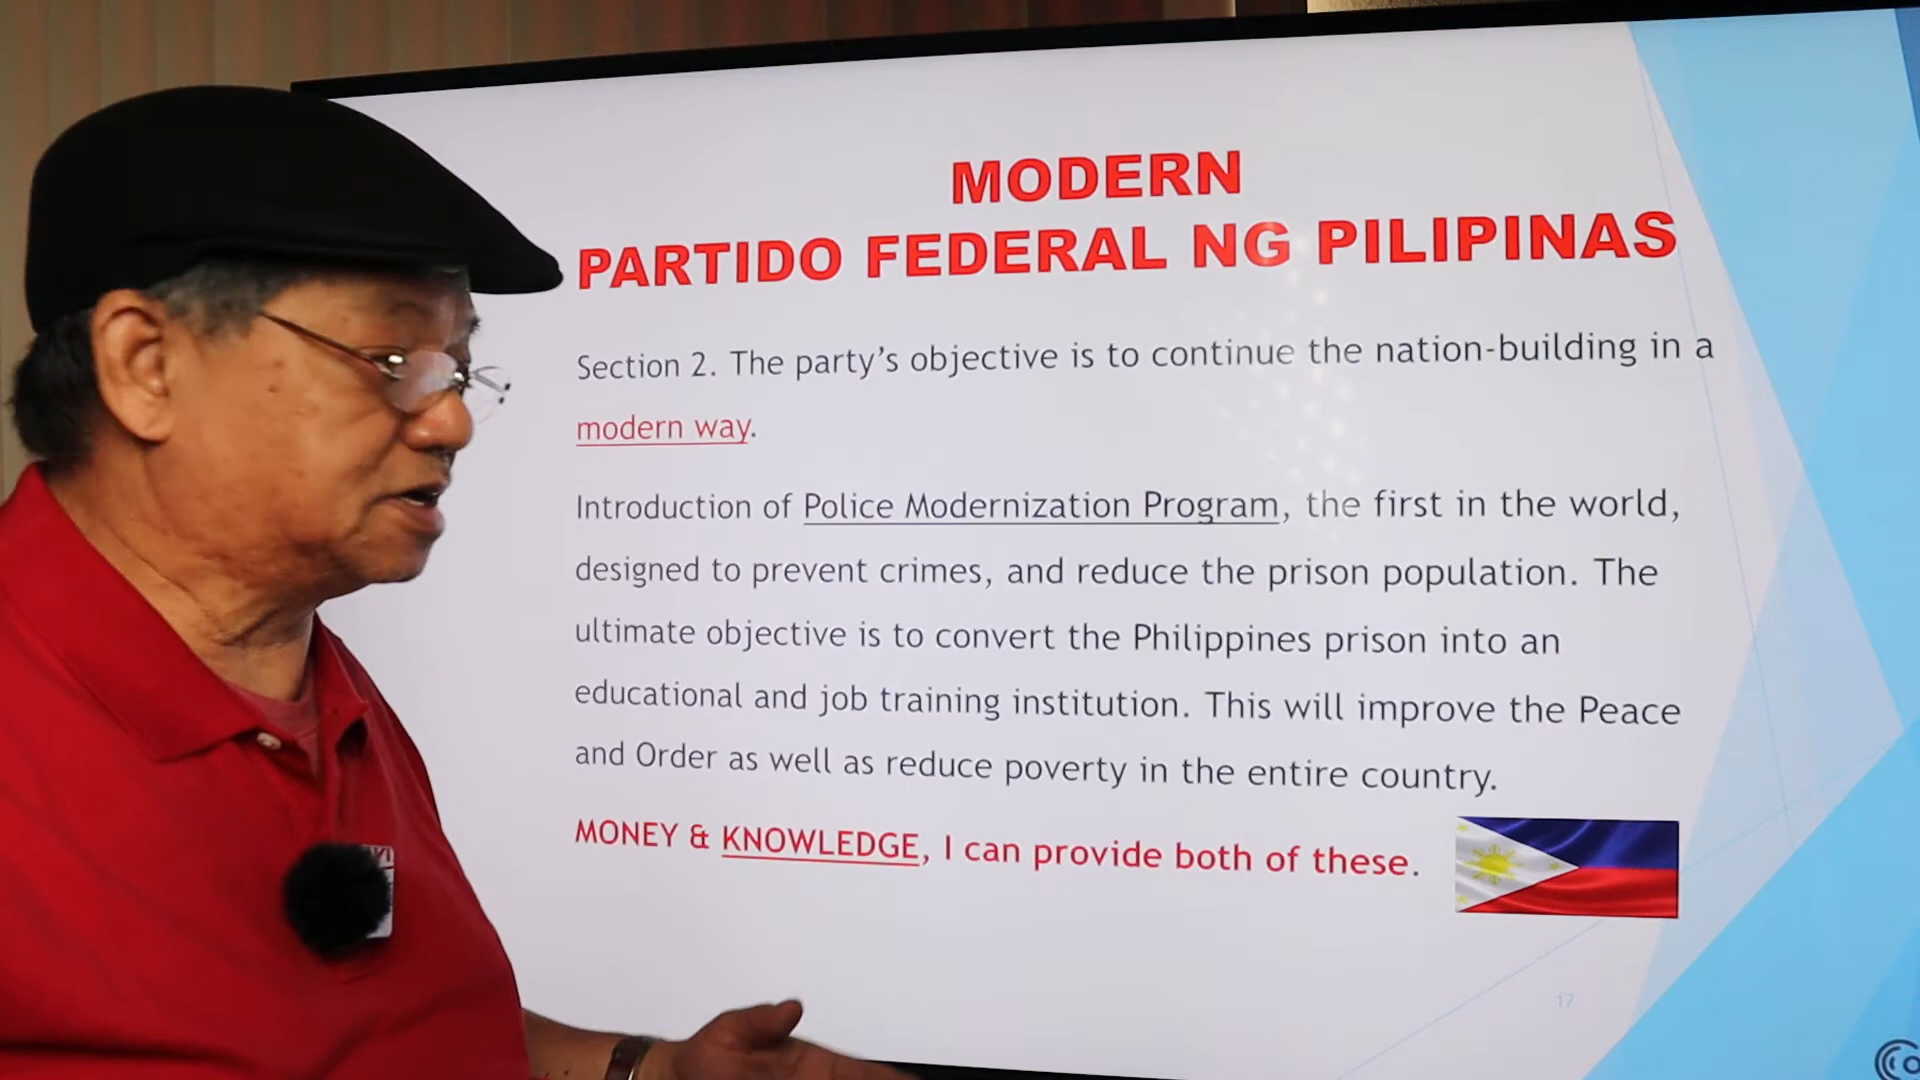 MODERN
PARTIDO FEDERAL NG PILIPINAS
Section 2. The party's objective is to continue the nation-building in a
modern way.
Introduction of Police Modernization Program, the first in the world,
designed to prevent crimes, and reduce the prison population. The
ultimate objective is to convert the Philippines prison into an
educational and job training institution. This will improve the Peace
and Order as well as reduce poverty in the entire country.
MONEY & KNOWLEDGE, I can provide both of these.
17